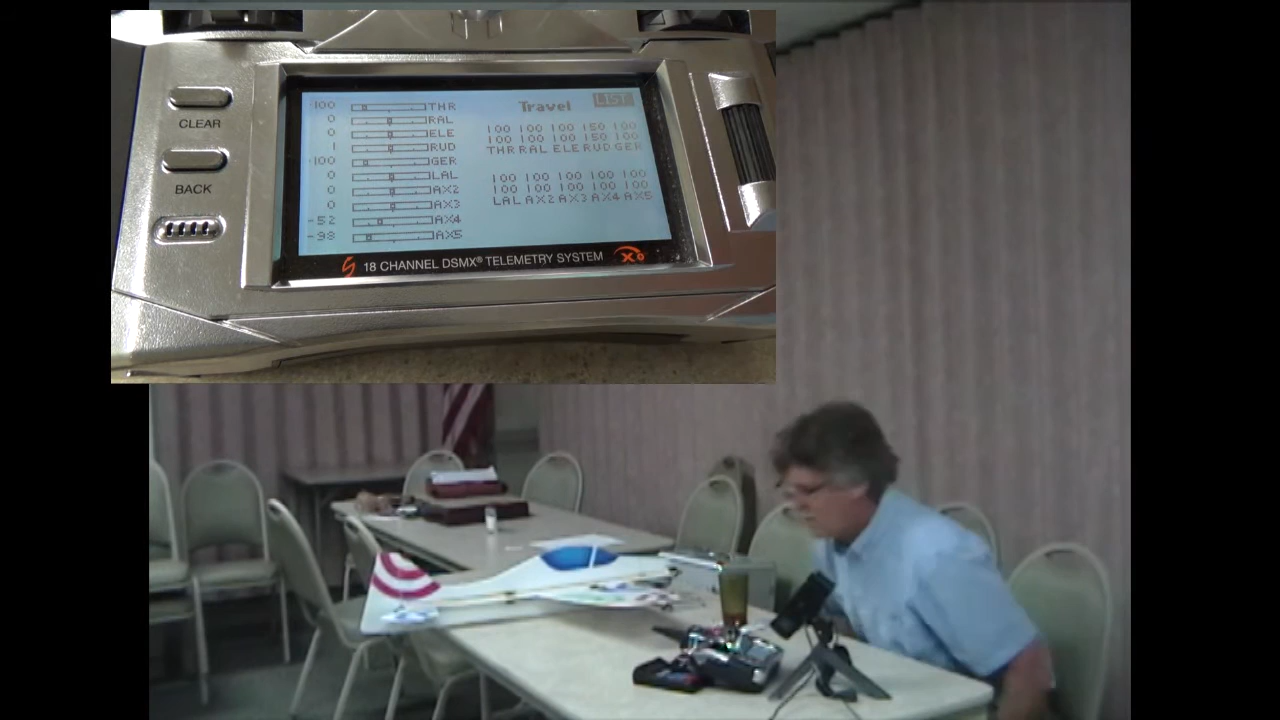 CLEAR
BACK
Travel LIST
-100 THR
0 RAL
0 ELE
1 RUD
-100 GER
0 LAL
0 AX2
0 AX3
-52 AX4
-98 AX5
100 100 100 150 100
100 100 100 150 100
THR RAL ELE RUD GER
100 100 100 100 100
100 100 100 100 100
LAL AX2 AX3 AX4 AX5
18 CHANNEL DSMX® TELEMETRY SYSTEM